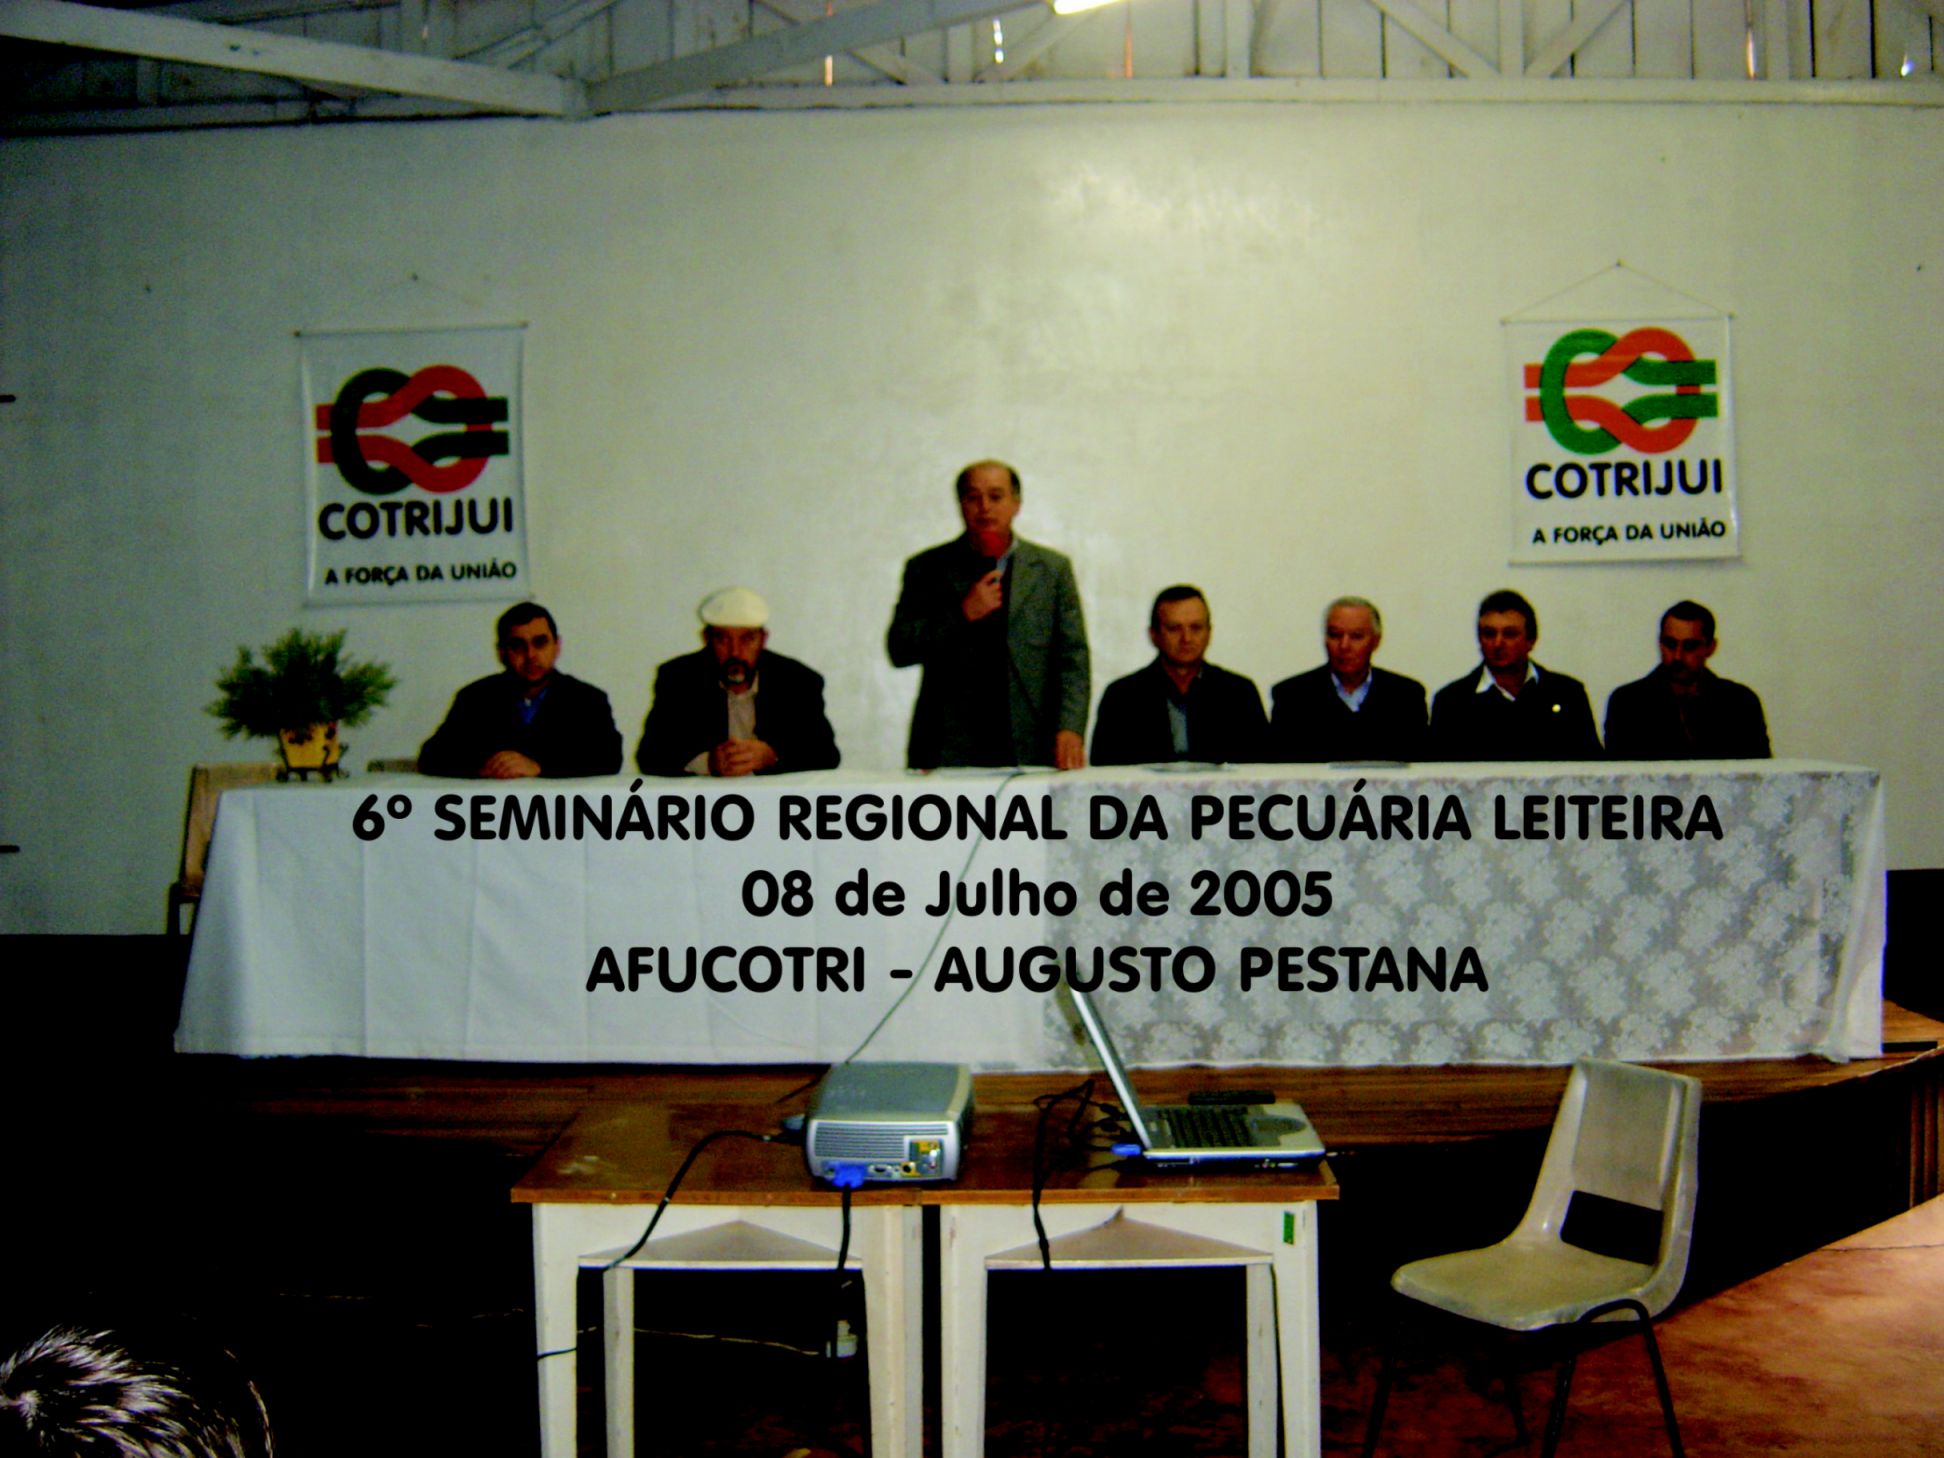 COTRIJUI
A FORÇA DA UNIÃO
COTRIJUI
A FORÇA DA UNIÃO
6º SEMINÁRIO REGIONAL DA PECUÁRIA LEITEIRA
08 de Julho de 2005
AFUCOTRI - AUGUSTO PESTANA